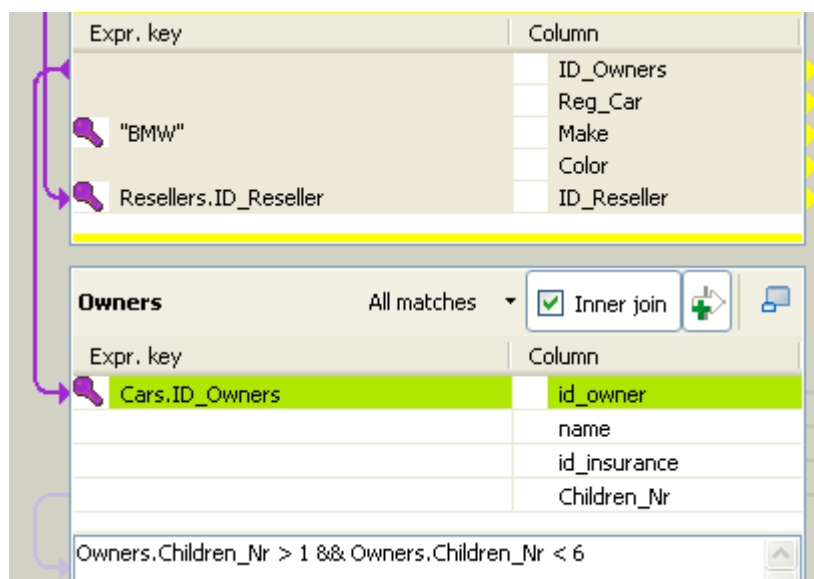 Expr. key Column
ID_Owners
Reg_Car
"BMW" Make
Color
Resellers.ID_Reseller ID_Reseller
Owners All matches Inner join
Expr. key Column
Cars.ID_Owners id_owner
name
id_insurance
Children_Nr
Owners.Children_Nr > 1 && Owners.Children_Nr < 6